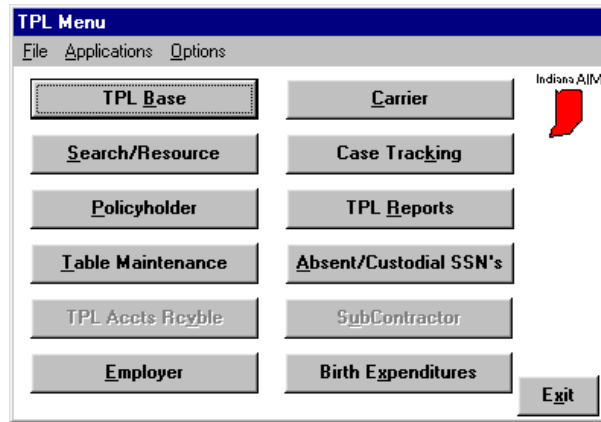 TPL Menu
File Applications Options
Indiana AIM
TPL Base
Carrier
Search/Resource
Case Tracking
Policyholder
TPL Reports
Table Maintenance
Absent/Custodial SSN's
TPL Accts Rcvble
SubContractor
Employer
Birth Expenditures
Exit